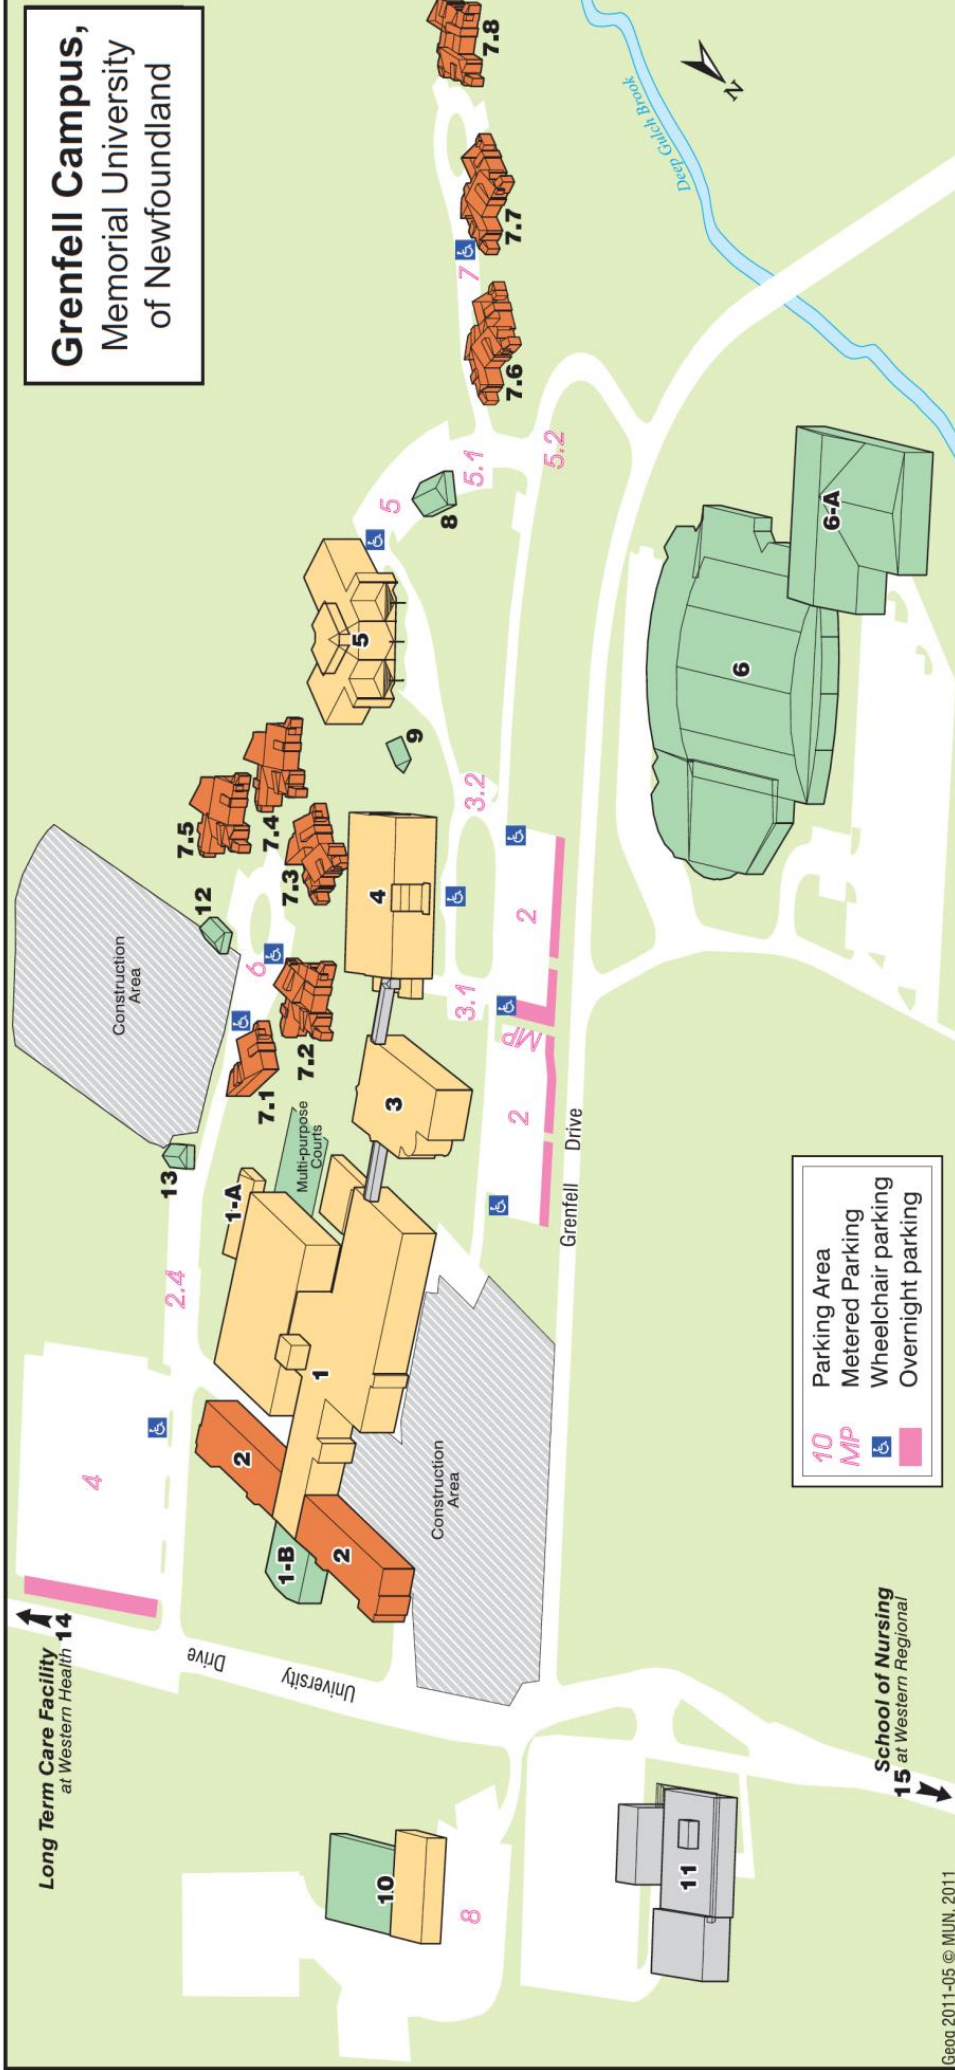 Grenfell Campus,
Memorial University
of Newfoundland
Long Term Care Facility
at Western Health 14
4
2.4
13
Construction
Area
12
7.5
7.4
7.3
6
7.2
7.1
Multi-purpose
Courts
1-A
1
2
2
1-B
University Drive
Construction
Area
3
4
9
5
5
8
5.1
5.2
7.6
7
7.7
7.8
N
Deep Gulch Brook
3.1
3.2
2
MP
2
Grenfell Drive
6
6-A
10
8
11
School of Nursing
15 at Western Regional
10 Parking Area
MP Metered Parking
Wheelchair parking
Overnight parking
Geog 2011-05 © MUN, 2011